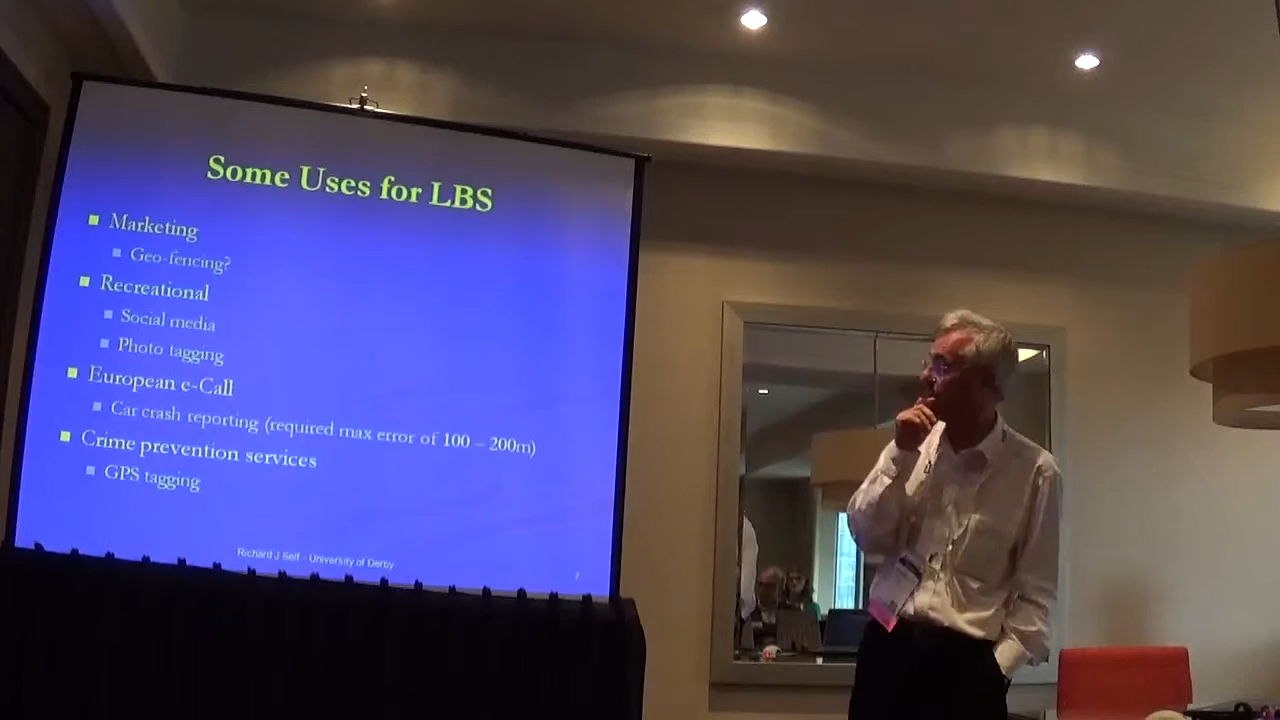 Some Uses for LBS
Marketing
Geo-fencing?
Recreational
Social media
Photo tagging
European e-Call
Car crash reporting (required max error of 100 – 200m)
Crime prevention services
GPS tagging
Richard J Self - University of Derby
7